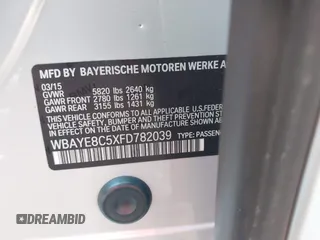 MFD BY BAYERISCHE MOTOREN WERKE A
03/15
GVWR 5820 lbs 2640 kg
GAWR FRONT 2780 lbs 1261 kg
GAWR REAR 3155 lbs 1431 kg
THIS VEHICLE CONFORMS TO ALL APPLICABLE U.S.FEDER
VEHICLE SAFETY, BUMPER, AND THEFT PREVENTION
STANDARDS IN EFFECT ON THE DATE OF MANUFACTURE
WBAYE8C5XFD782039 TYPE: PASSEN
DREAMBID